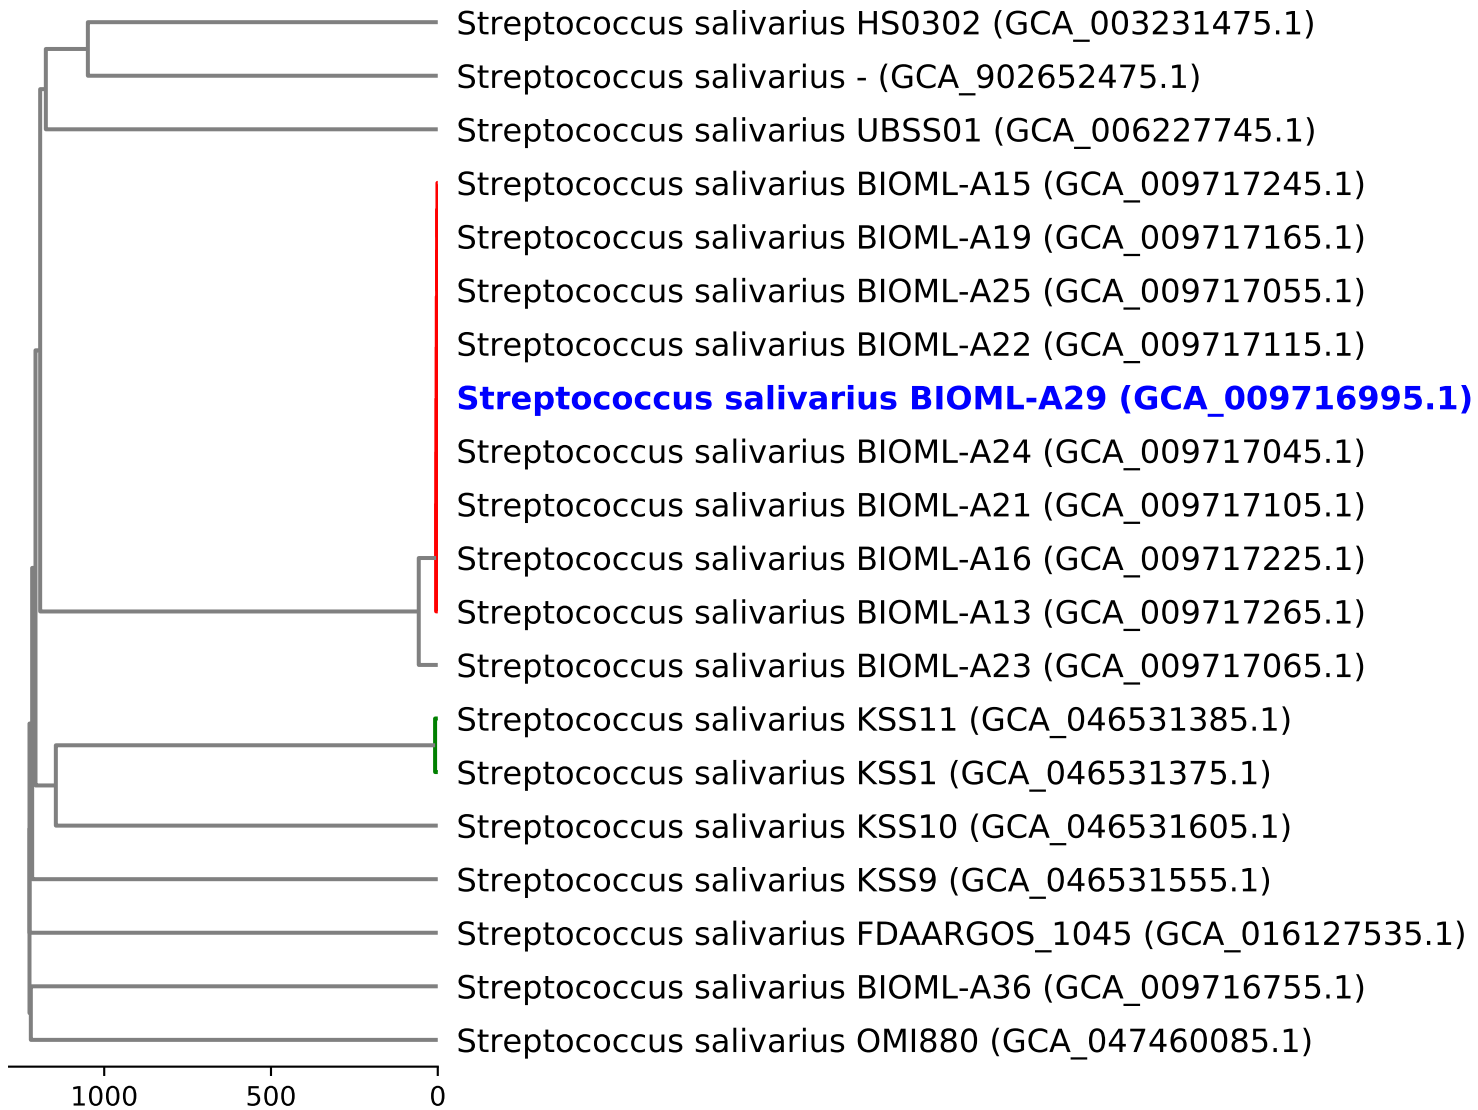 Streptococcus salivarius HS0302 (GCA_003231475.1)
Streptococcus salivarius - (GCA_902652475.1)
Streptococcus salivarius UBSS01 (GCA_006227745.1)
Streptococcus salivarius BIOML-A15 (GCA_009717245.1)
Streptococcus salivarius BIOML-A19 (GCA_009717165.1)
Streptococcus salivarius BIOML-A25 (GCA_009717055.1)
Streptococcus salivarius BIOML-A22 (GCA_009717115.1)
Streptococcus salivarius BIOML-A29 (GCA_009716995.1)
Streptococcus salivarius BIOML-A24 (GCA_009717045.1)
Streptococcus salivarius BIOML-A21 (GCA_009717105.1)
Streptococcus salivarius BIOML-A16 (GCA_009717225.1)
Streptococcus salivarius BIOML-A13 (GCA_009717265.1)
Streptococcus salivarius BIOML-A23 (GCA_009717065.1)
Streptococcus salivarius KSS11 (GCA_046531385.1)
Streptococcus salivarius KSS1 (GCA_046531375.1)
Streptococcus salivarius KSS10 (GCA_046531605.1)
Streptococcus salivarius KSS9 (GCA_046531555.1)
Streptococcus salivarius FDAARGOS_1045 (GCA_016127535.1)
Streptococcus salivarius BIOML-A36 (GCA_009716755.1)
Streptococcus salivarius OMI880 (GCA_047460085.1)
1000 500 0